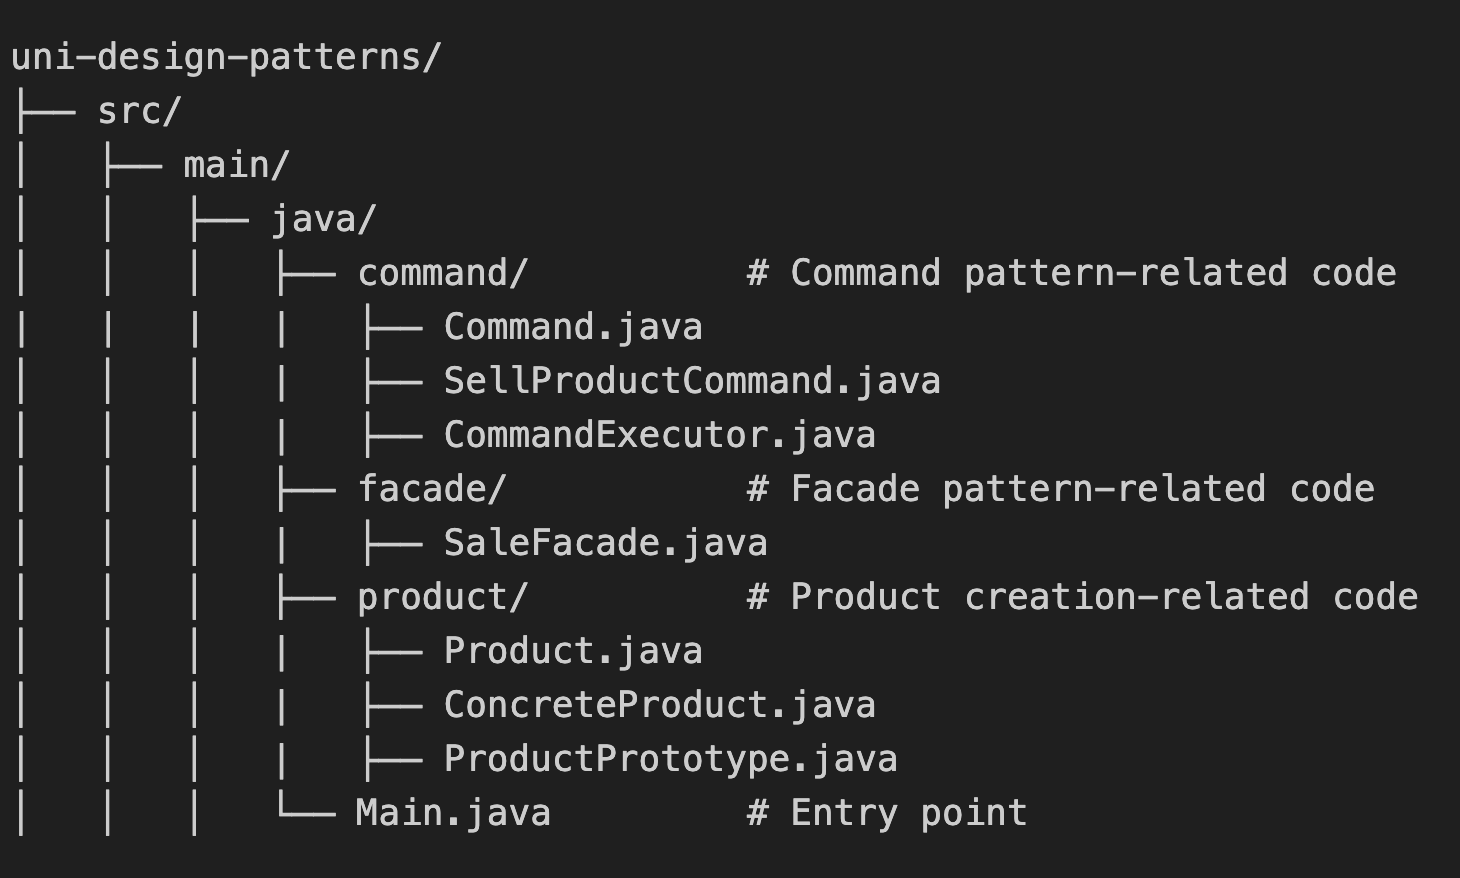 uni-design-patterns/
├── src/
│   ├── main/
│   │   ├── java/
│   │   │   ├── command/          # Command pattern-related code
│   │   │   │   ├── Command.java
│   │   │   │   ├── SellProductCommand.java
│   │   │   │   ├── CommandExecutor.java
│   │   │   ├── facade/           # Facade pattern-related code
│   │   │   │   ├── SaleFacade.java
│   │   │   ├── product/          # Product creation-related code
│   │   │   │   ├── Product.java
│   │   │   │   ├── ConcreteProduct.java
│   │   │   │   ├── ProductPrototype.java
│   │   │   └── Main.java         # Entry point